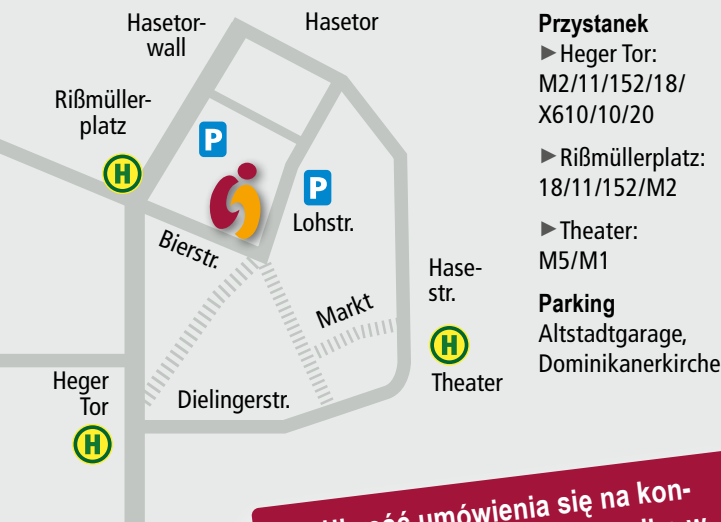 Hasetor-
wall
Hasetor
Rißmüller-
platz
H
P
P
Lohstr.
Bierstr.
Markt
Hase-
str.
H
Theater
Heger
Tor
H
Dielingerstr.
Przystanek
►Heger Tor:
M2/11/152/18/
X610/10/20
►Rißmüllerplatz:
18/11/152/M2
►Theater:
M5/M1
Parking
Altstadtgarage,
Dominikanerkirche
umówienia się na kon-